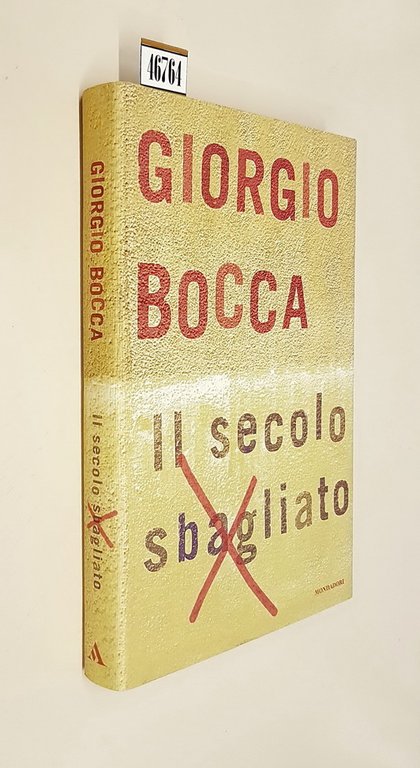 46764
GIORGIO
BOCCA
Il secolo
sbagliato
MONDADORI
GIORGIO BOCCA
Il secolo sbagliato